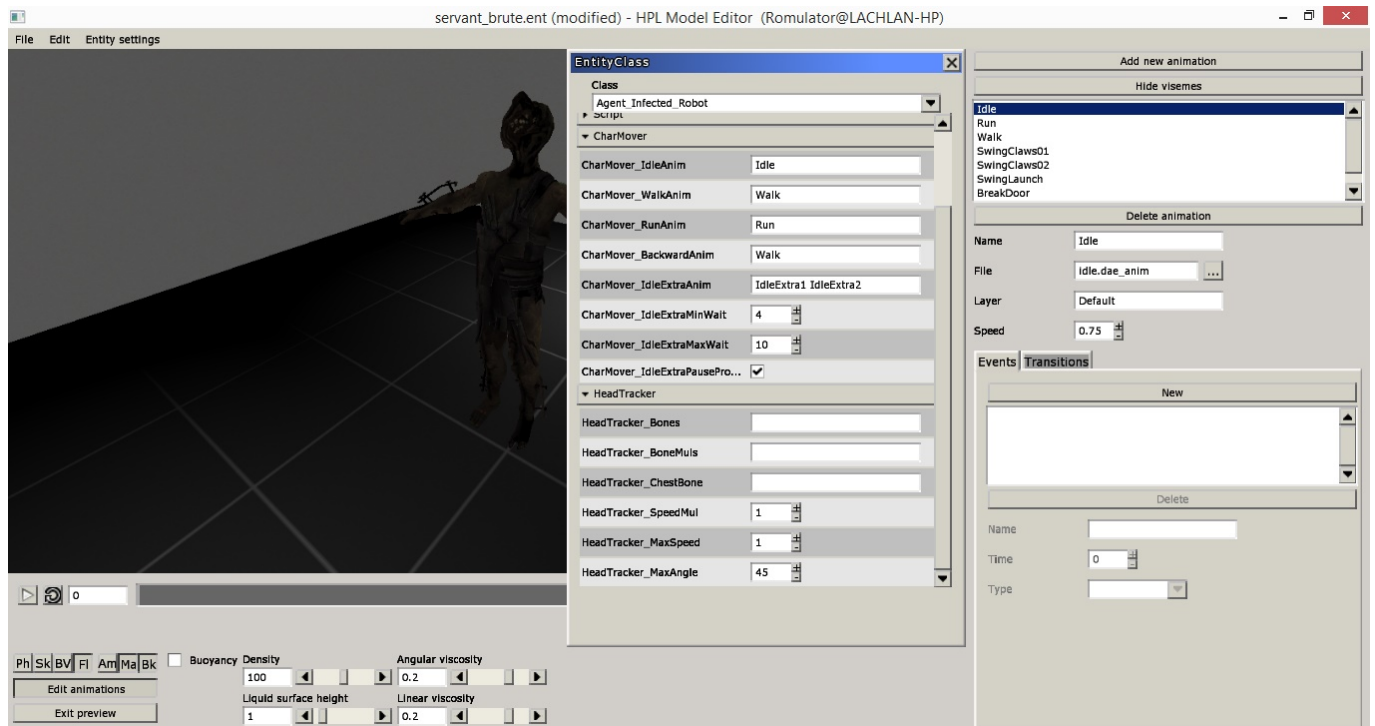 servant_brute.ent (modified) - HPL Model Editor (Romulator@LACHLAN-HP)
File Edit Entity settings
EntityClass
Class
Agent_Infected_Robot
Script
CharMover
CharMover_IdleAnim Idle
CharMover_WalkAnim Walk
CharMover_RunAnim Run
CharMover_BackwardAnim Walk
CharMover_IdleExtraAnim IdleExtra1 IdleExtra2
CharMover_IdleExtraMinWait 4
CharMover_IdleExtraMaxWait 10
CharMover_IdleExtraPausePro...
HeadTracker
HeadTracker_Bones
HeadTracker_BoneMuls
HeadTracker_ChestBone
HeadTracker_SpeedMul 1
HeadTracker_MaxSpeed 1
HeadTracker_MaxAngle 45
Add new animation
Hide visemes
Idle
Run
Walk
SwingClaws01
SwingClaws02
SwingLaunch
BreakDoor
Delete animation
Name Idle
File idle.dae_anim ...
Layer Default
Speed 0.75
Events Transitions
New
Delete
Name
Time 0
Type
0
Ph Sk BV Fl Am Ma Bk Buoyancy Density Angular viscosity
100 0.2
Edit animations
Liquid surface height Linear viscosity
Exit preview 1 0.2